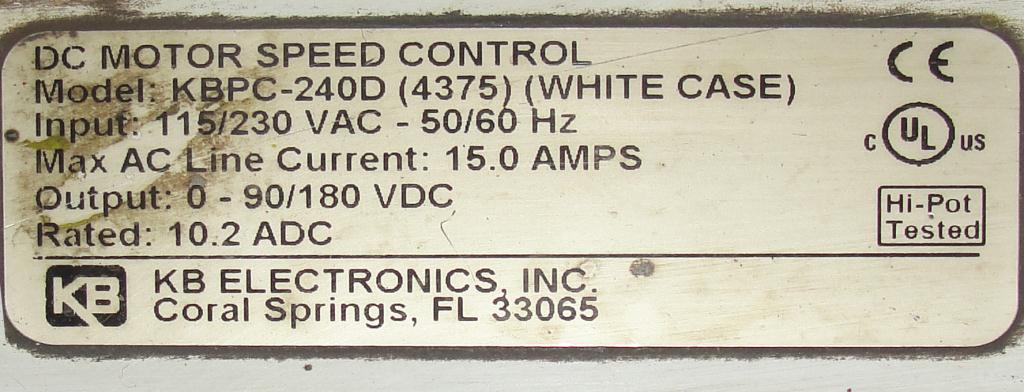 DC MOTOR SPEED CONTROL
Model: KBPC-240D (4375) (WHITE CASE)
Input: 115/230 VAC - 50/60 Hz
Max AC Line Current: 15.0 AMPS
Output: 0 - 90/180 VDC
Rated: 10.2 ADC
CE
C UL US
Hi-Pot
Tested
KB
KB ELECTRONICS, INC.
Coral Springs, FL 33065